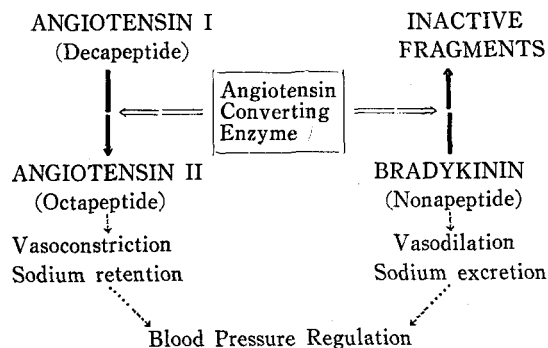 ANGIOTENSIN I
(Decapeptide)
INACTIVE
FRAGMENTS
Angiotensin
Converting
Enzyme
ANGIOTENSIN II
(Octapeptide)
BRADYKININ
(Nonapeptide)
Vasoconstriction
Sodium retention
Vasodilation
Sodium excretion
Blood Pressure Regulation